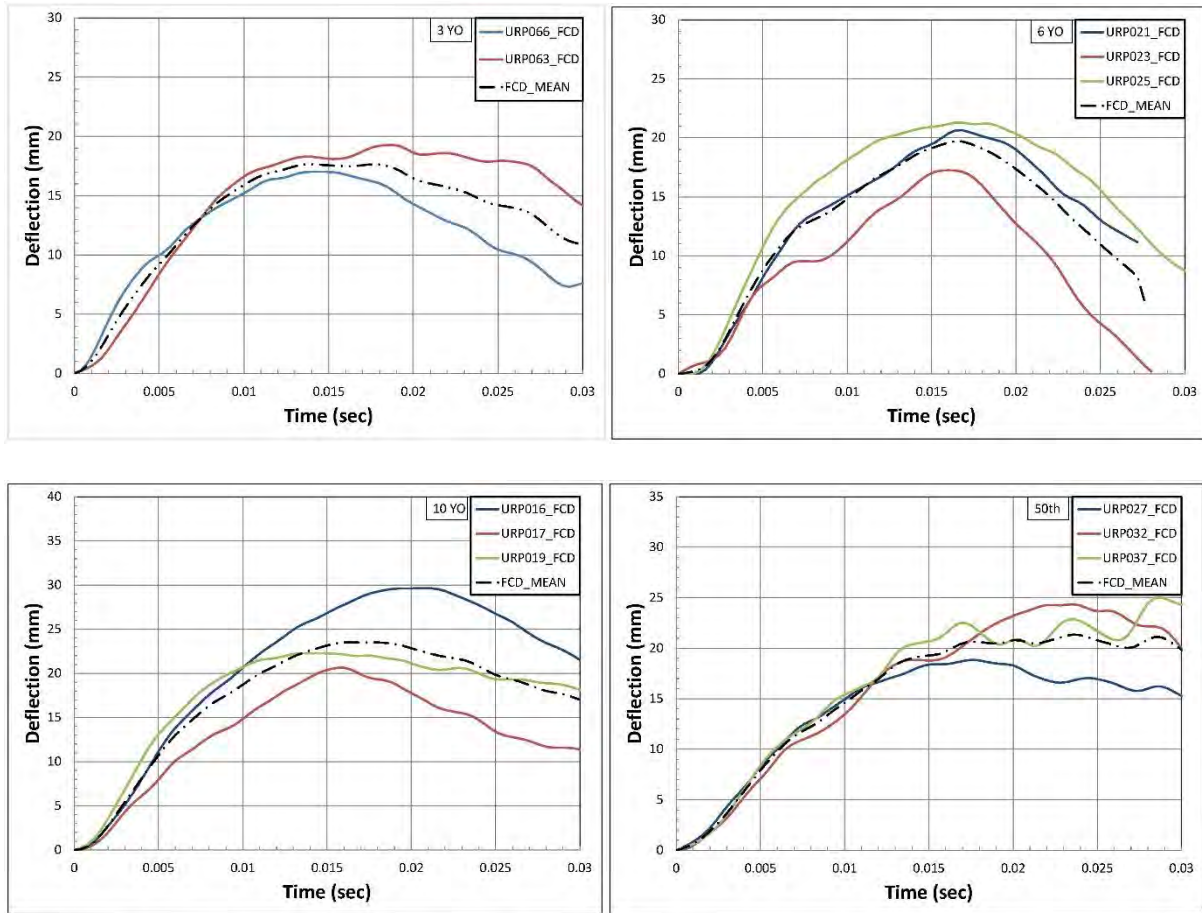 3 YO
URP066_FCD
URP063_FCD
FCD_MEAN
Deflection (mm)
30
25
20
15
10
5
0
0 0.005 0.01 0.015 0.02 0.025 0.03
Time (sec)
6 YO
URP021_FCD
URP023_FCD
URP025_FCD
FCD_MEAN
Deflection (mm)
30
25
20
15
10
5
0
0 0.005 0.01 0.015 0.02 0.025 0.03
Time (sec)
10 YO
URP016_FCD
URP017_FCD
URP019_FCD
FCD_MEAN
Deflection (mm)
40
35
30
25
20
15
10
5
0
0 0.005 0.01 0.015 0.02 0.025 0.03
Time (sec)
50th
URP027_FCD
URP032_FCD
URP037_FCD
FCD_MEAN
Deflection (mm)
35
30
25
20
15
10
5
0
0 0.005 0.01 0.015 0.02 0.025 0.03
Time (sec)